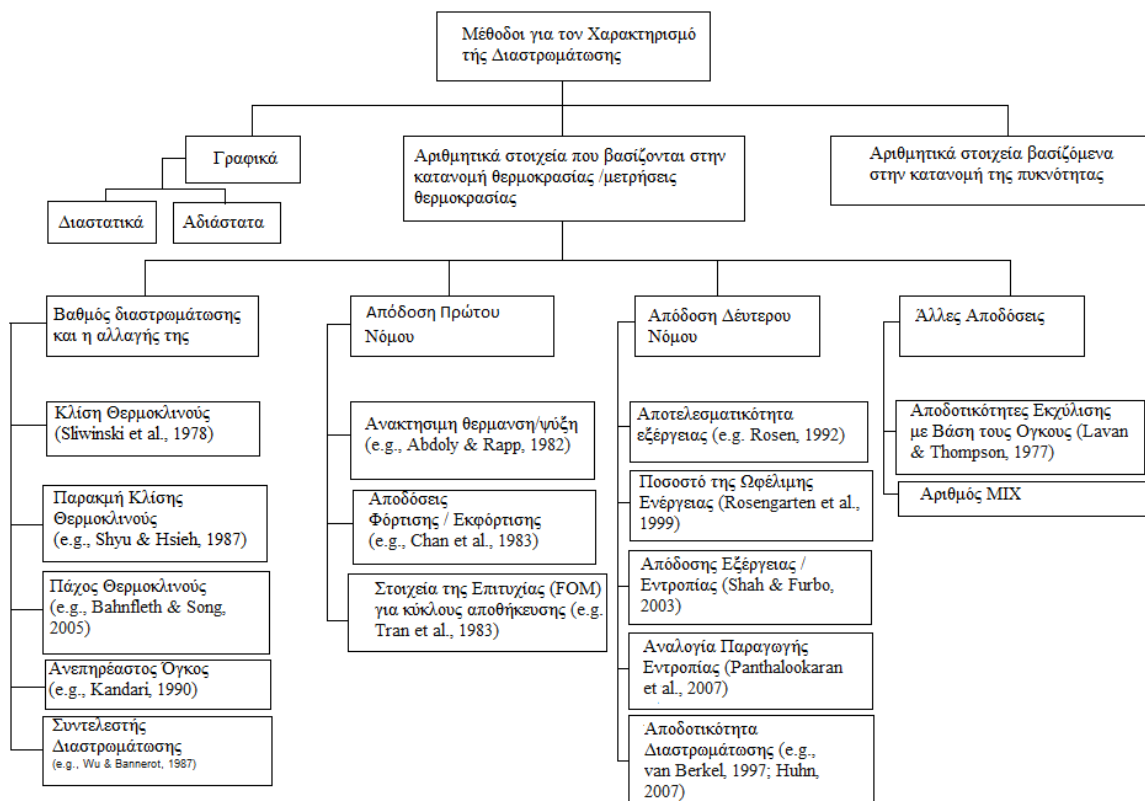 Μέθοδοι για τον Χαρακτηρισμό
τής Διαστρωμάτωσης
Γραφικά
Διαστατικά
Αδιάστατα
Αριθμητικά στοιχεία που βασίζονται στην
κατανομή θερμοκρασίας /μετρήσεις
θερμοκρασίας
Αριθμητικά στοιχεία βασίζόμενα
στην κατανομή της πυκνότητας
Βαθμός διαστρωμάτωσης
και η αλλαγής της
Κλίση Θερμοκλινούς
(Sliwinski et al., 1978)
Παρακμή Κλίσης
Θερμοκλινούς
(e.g., Shyu & Hsieh, 1987)
Πάχος Θερμοκλινούς
(e.g., Bahnfleth & Song,
2005)
Ανεπηρέαστος Όγκος
(e.g., Kandari, 1990)
Συντελεστής
Διαστρωμάτωσης
(e.g., Wu & Bannerot, 1987)
Απόδοση Πρώτου
Νόμου
Ανακτησιμη θερμανση/ψύξη
(e.g., Abdoly & Rapp, 1982)
Αποδόσεις
Φόρτισης / Εκφόρτισης
(e.g., Chan et al., 1983)
Στοιχεία της Επιτυχίας (FOM)
για κύκλους αποθήκευσης (e.g.
Tran et al., 1983)
Απόδοση Δέυτερου
Νόμου
Αποτελεσματικότητα
εξέργειας (e.g. Rosen, 1992)
Ποσοστό της Ωφέλιμης
Ενέργειας (Rosengarten et al.,
1999)
Απόδοσης Εξέργειας /
Εντροπίας (Shah & Furbo,
2003)
Αναλογία Παραγωγής
Εντροπίας (Panthalookaran
et al., 2007)
Αποδοτικότητα
Διαστρωμάτωσης (e.g.,
van Berkel, 1997; Huhn,
2007)
Άλλες Αποδόσεις
Αποδοτικότητες Εκχύλισης
με Βάση τους Ογκους (Lavan
& Thompson, 1977)
Αριθμός MIX